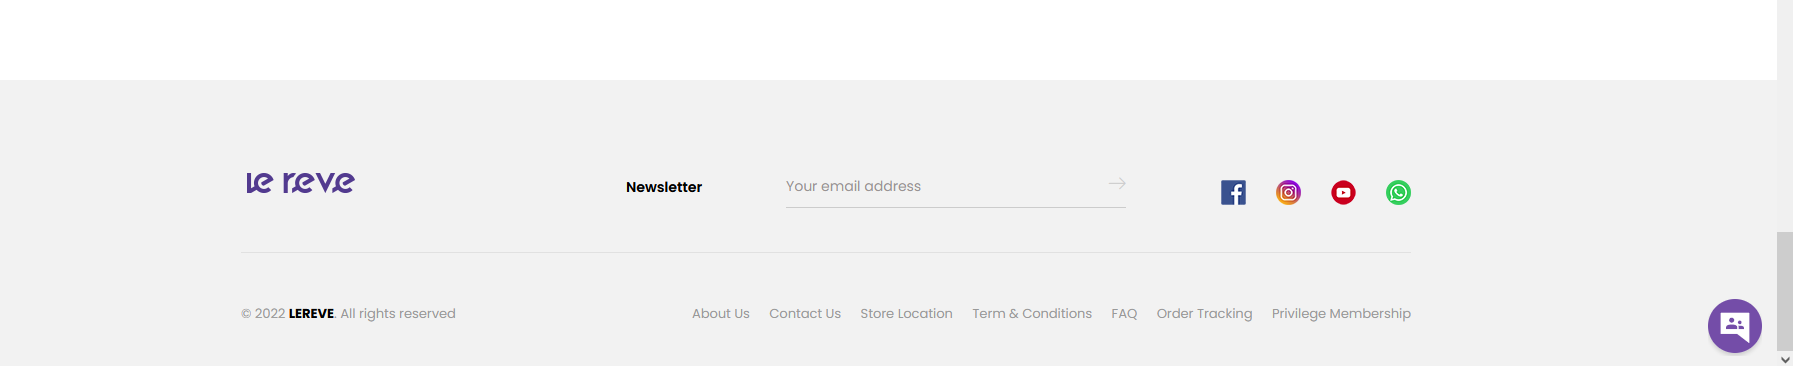 le reve
Newsletter
Your email address
© 2022 LEREVE. All rights reserved
About Us
Contact Us
Store Location
Term & Conditions
FAQ
Order Tracking
Privilege Membership